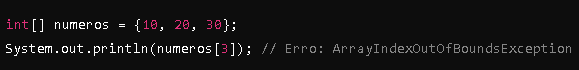 int[] numeros = {10, 20, 30};
System.out.println(numeros[3]); // Erro: ArrayIndexOutOfBoundsException